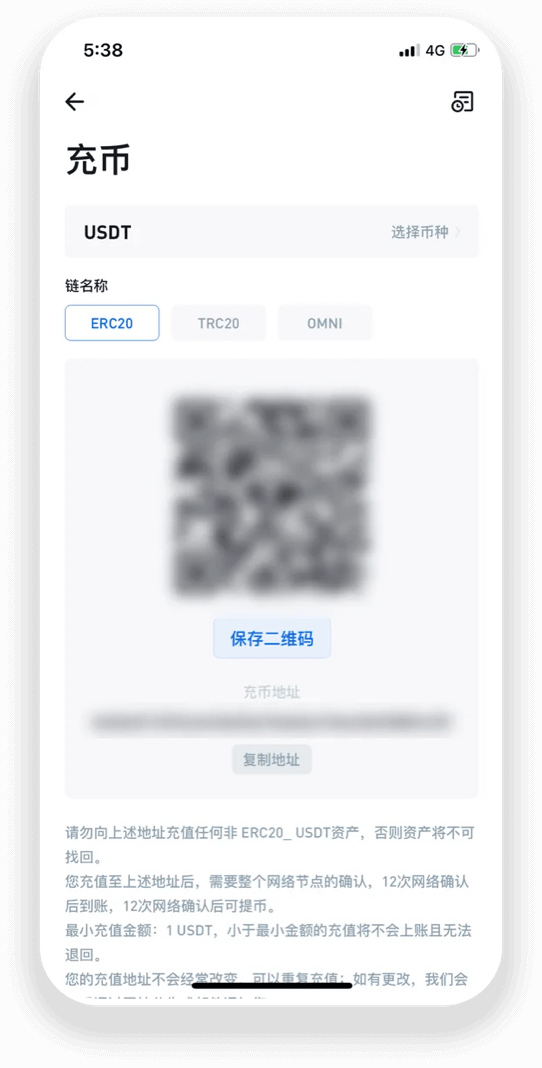 5:38
4G
充币
USDT
选择币种
链名称
ERC20
TRC20
OMNI
保存二维码
充币地址
复制地址
请勿向上述地址充值任何非 ERC20_ USDT资产，否则资产将不可
找回。
您充值至上述地址后，需要整个网络节点的确认，12次网络确认
后到账，12次网络确认后可提币。
最小充值金额：1 USDT，小于最小金额的充值将不会上账且无法
退回。
您的充值地址不会经常改变，可以重复充值；如有更改，我们会